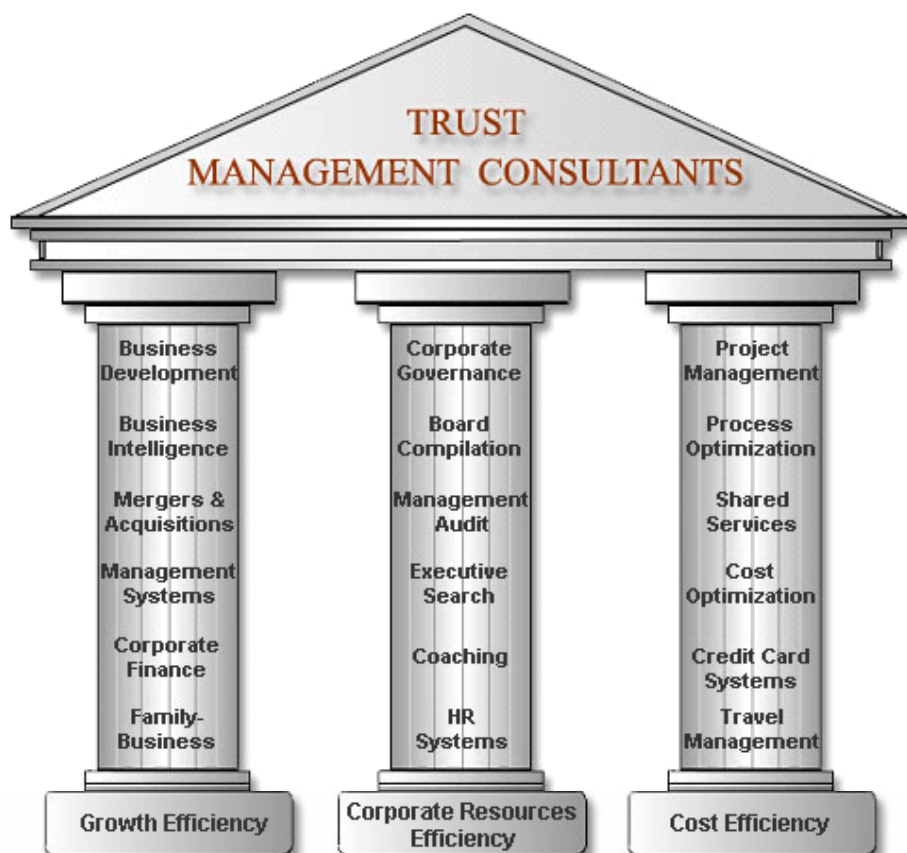 TRUST
MANAGEMENT CONSULTANTS
Business
Development
Business
Intelligence
Mergers &
Acquisitions
Management
Systems
Corporate
Finance
Family-
Business
Growth Efficiency
Corporate
Governance
Board
Compilation
Management
Audit
Executive
Search
Coaching
HR
Systems
Corporate Resources
Efficiency
Project
Management
Process
Optimization
Shared
Services
Cost
Optimization
Credit Card
Systems
Travel
Management
Cost Efficiency